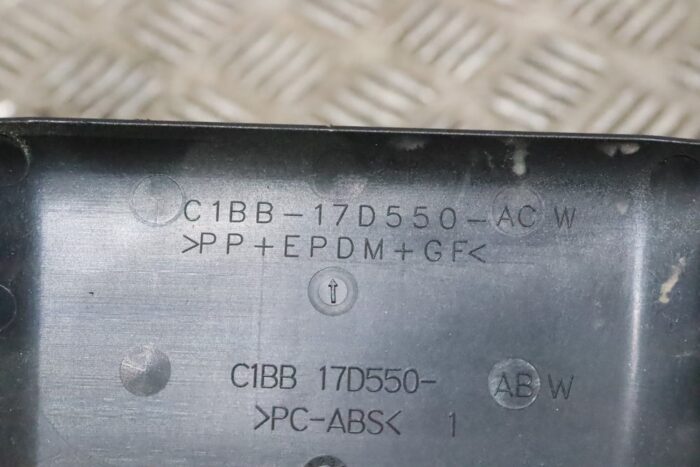 C1BB-17D550-AC W
>PP+EPDM+GF<
C1BB 17D550- AB W
>PC-ABS< 1